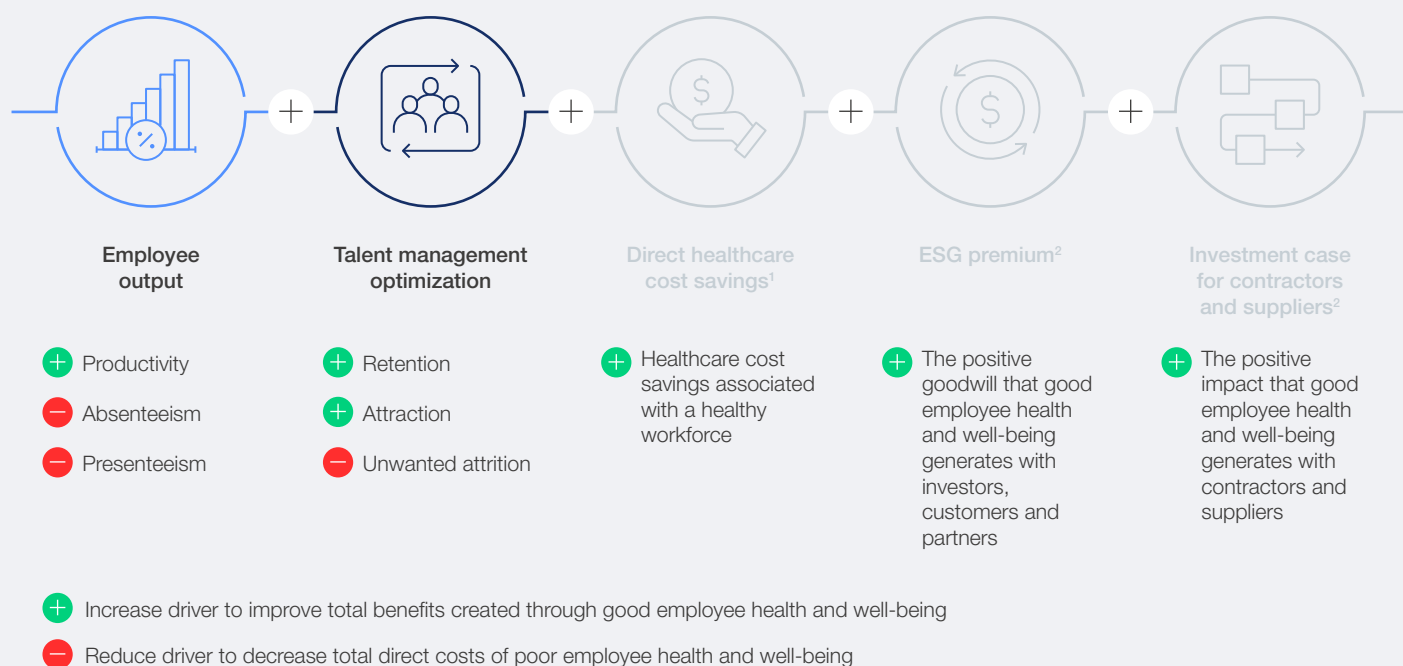 Employee
output
Talent management
optimization
Direct healthcare
cost savings¹
ESG premium²
Investment case
for contractors
and suppliers²
Productivity
Absenteeism
Presenteeism
Retention
Attraction
Unwanted attrition
Healthcare cost
savings associated
with a healthy
workforce
The positive
goodwill that good
employee health
and well-being
generates with
investors,
customers and
partners
The positive
impact that good
employee health
and well-being
generates with
contractors and
suppliers
Increase driver to improve total benefits created through good employee health and well-being
Reduce driver to decrease total direct costs of poor employee health and well-being